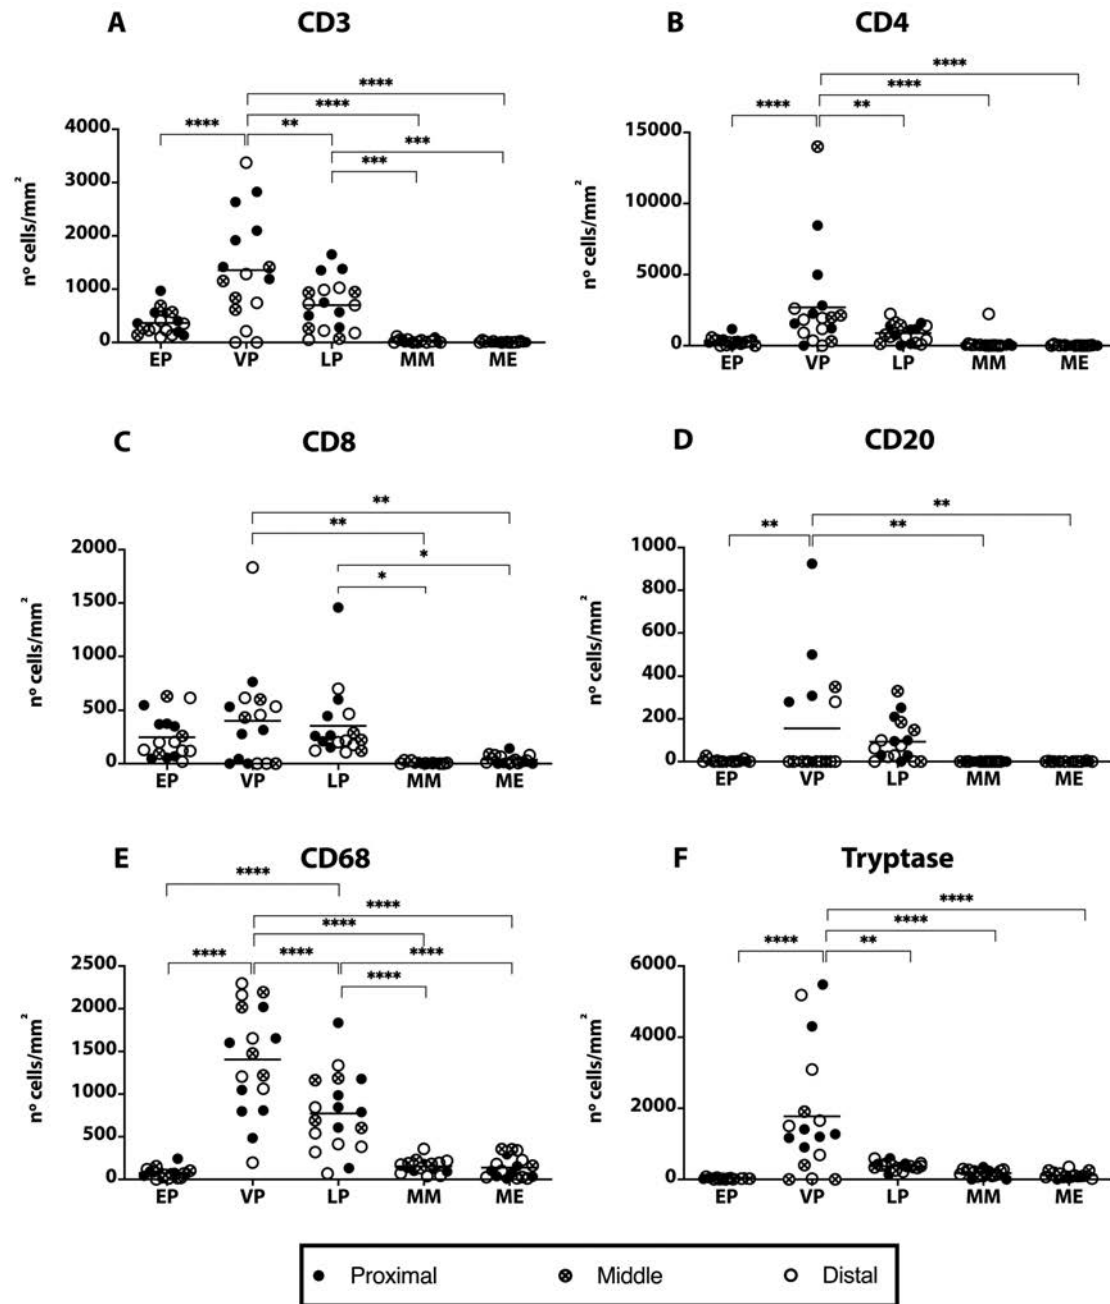 A CD3
**** 
****
**** ** ***
***
nº cells/mm²
4000
3000
2000
1000
0
EP VP LP MM ME
B CD4
****
****
**** **
nº cells/mm²
15000
10000
5000
0
EP VP LP MM ME
C CD8
**
**
*
*
nº cells/mm²
2000
1500
1000
500
0
EP VP LP MM ME
D CD20
**
** **
nº cells/mm²
1000
800
600
400
200
0
EP VP LP MM ME
E CD68
****
****
****
**** **** ****
****
nº cells/mm²
2500
2000
1500
1000
500
0
EP VP LP MM ME
F Tryptase
****
****
**** **
nº cells/mm²
6000
4000
2000
0
EP VP LP MM ME
Proximal Middle Distal